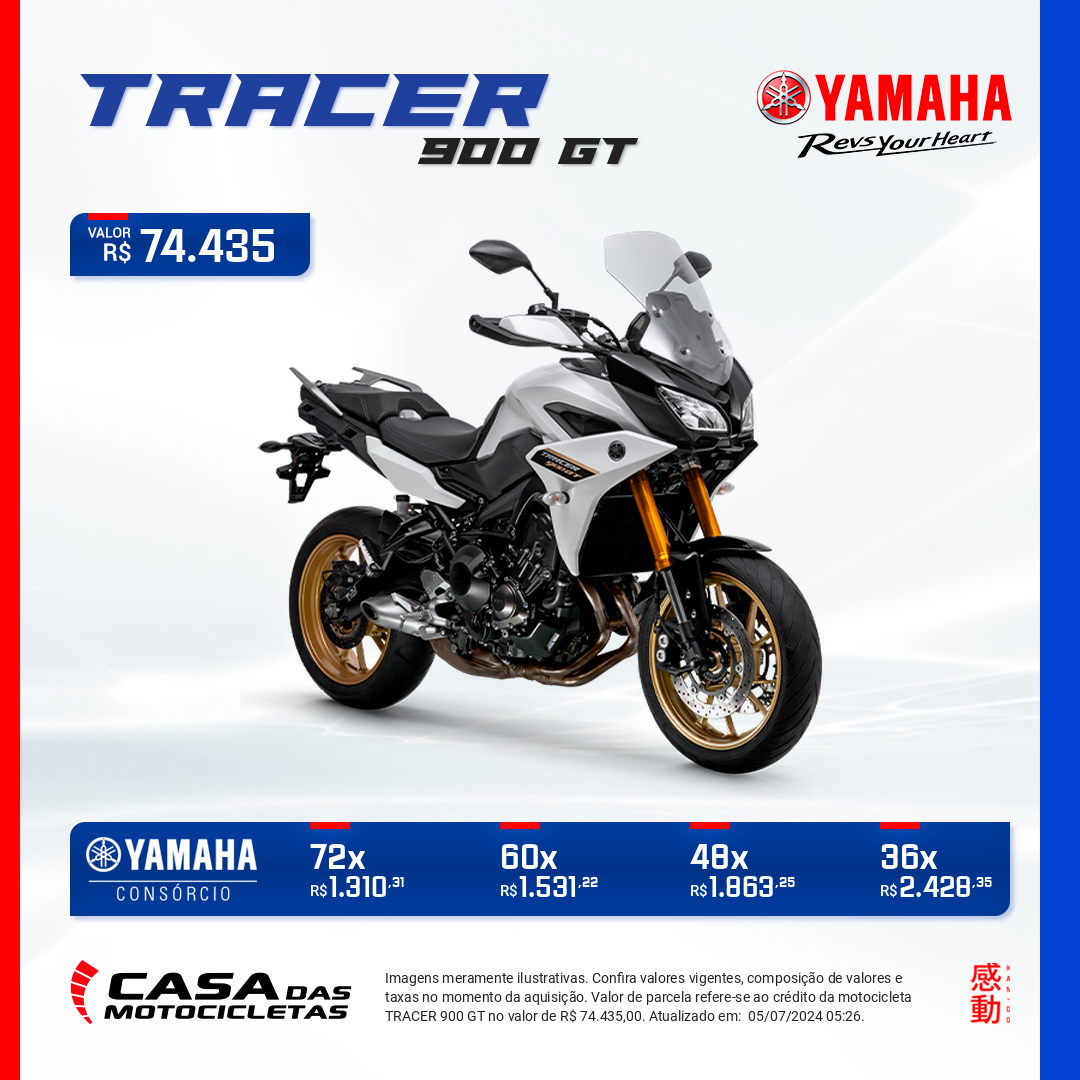 TRACER
900 GT
YAMAHA
Revs Your Heart
VALOR
R$ 74.435
TRACER
900 GT
YAMAHA
CONSÓRCIO
72x
R$ 1.310,31
60x
R$ 1.531,22
48x
R$ 1.863,25
36x
R$ 2.428,35
CASA DAS
MOTOCICLETAS
Imagens meramente ilustrativas. Confira valores vigentes, composição de valores e
taxas no momento da aquisição. Valor de parcela refere-se ao crédito da motocicleta
TRACER 900 GT no valor de R$ 74.435,00. Atualizado em: 05/07/2024 05:26.
感動